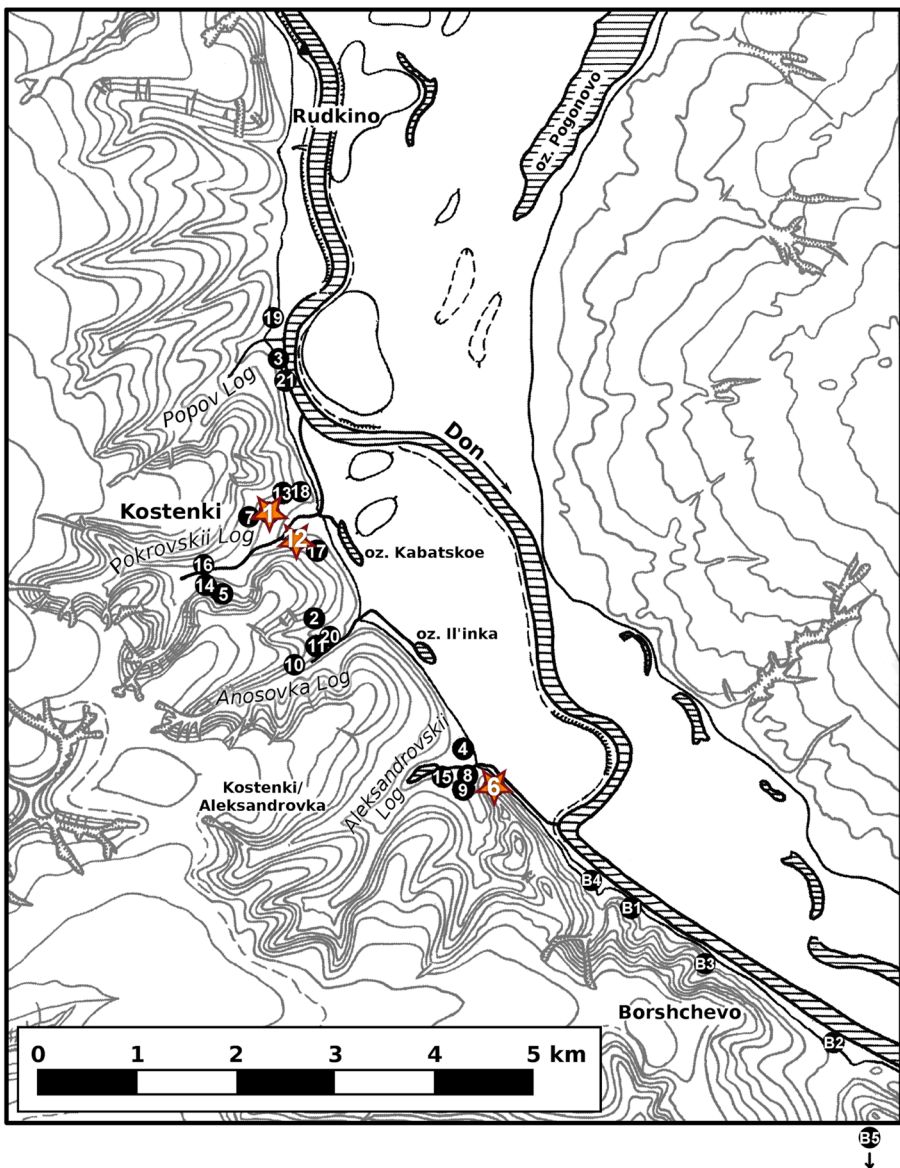 Rudkino
oz. Pogonovo
19
3
21
Popov Log
Don
13
18
1
7
Kostenki
12
17
Pokrovskii Log
oz. Kabatskoe
16
14
5
2
20
11
10
oz. Il'inka
Anosovka Log
4
Aleksandrovskii
Log
15
8
9
6
Kostenki/
Aleksandrovka
B4
B1
B3
Borshchevo
B2
0 1 2 3 4 5 km
B5